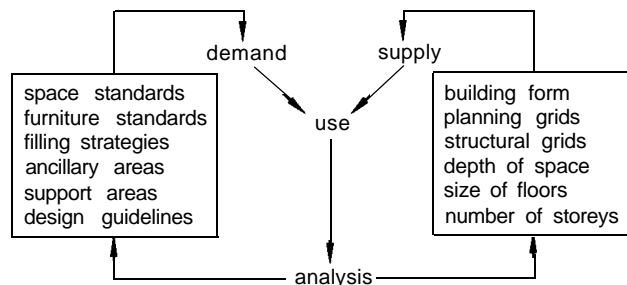 demand
supply
space standards
furniture standards
filling strategies
ancillary areas
support areas
design guidelines
use
building form
planning grids
structural grids
depth of space
size of floors
number of storeys
analysis